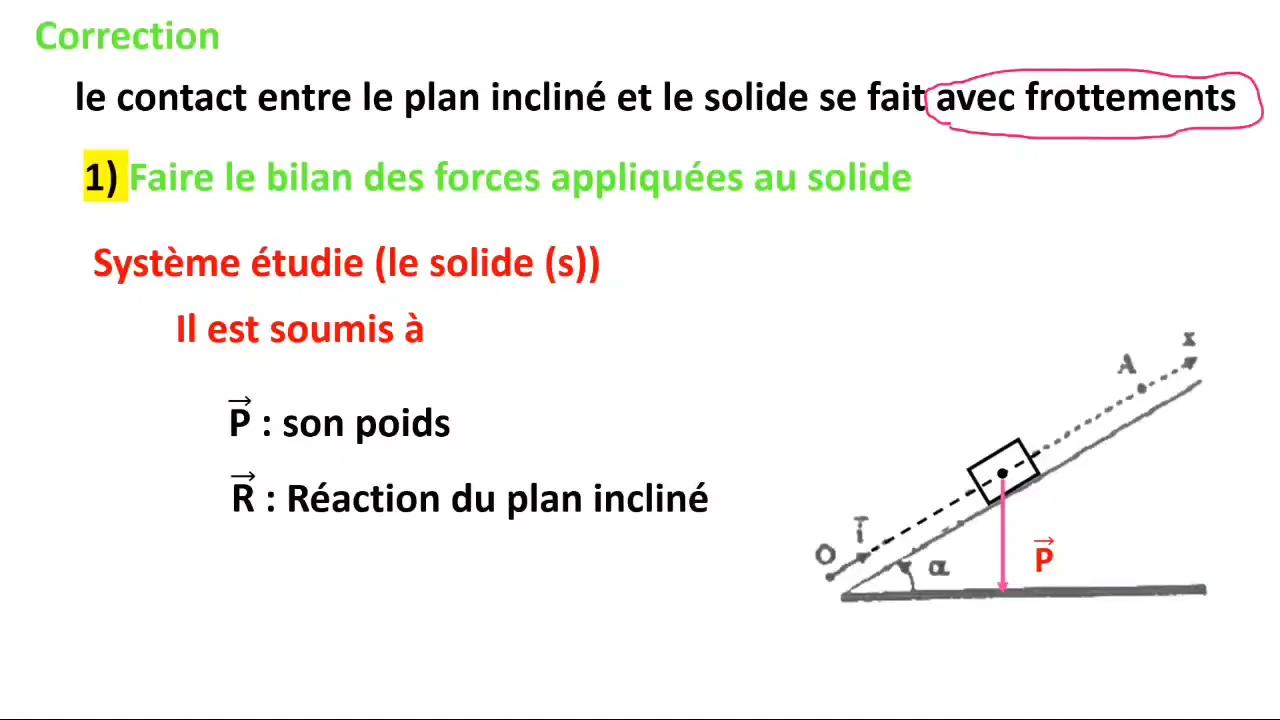 Correction
le contact entre le plan incliné et le solide se fait avec frottements
1) Faire le bilan des forces appliquées au solide
Système étudie (le solide (s))
Il est soumis à
P⃗ : son poids
R⃗ : Réaction du plan incliné
x
A
i⃗
O
α
P⃗